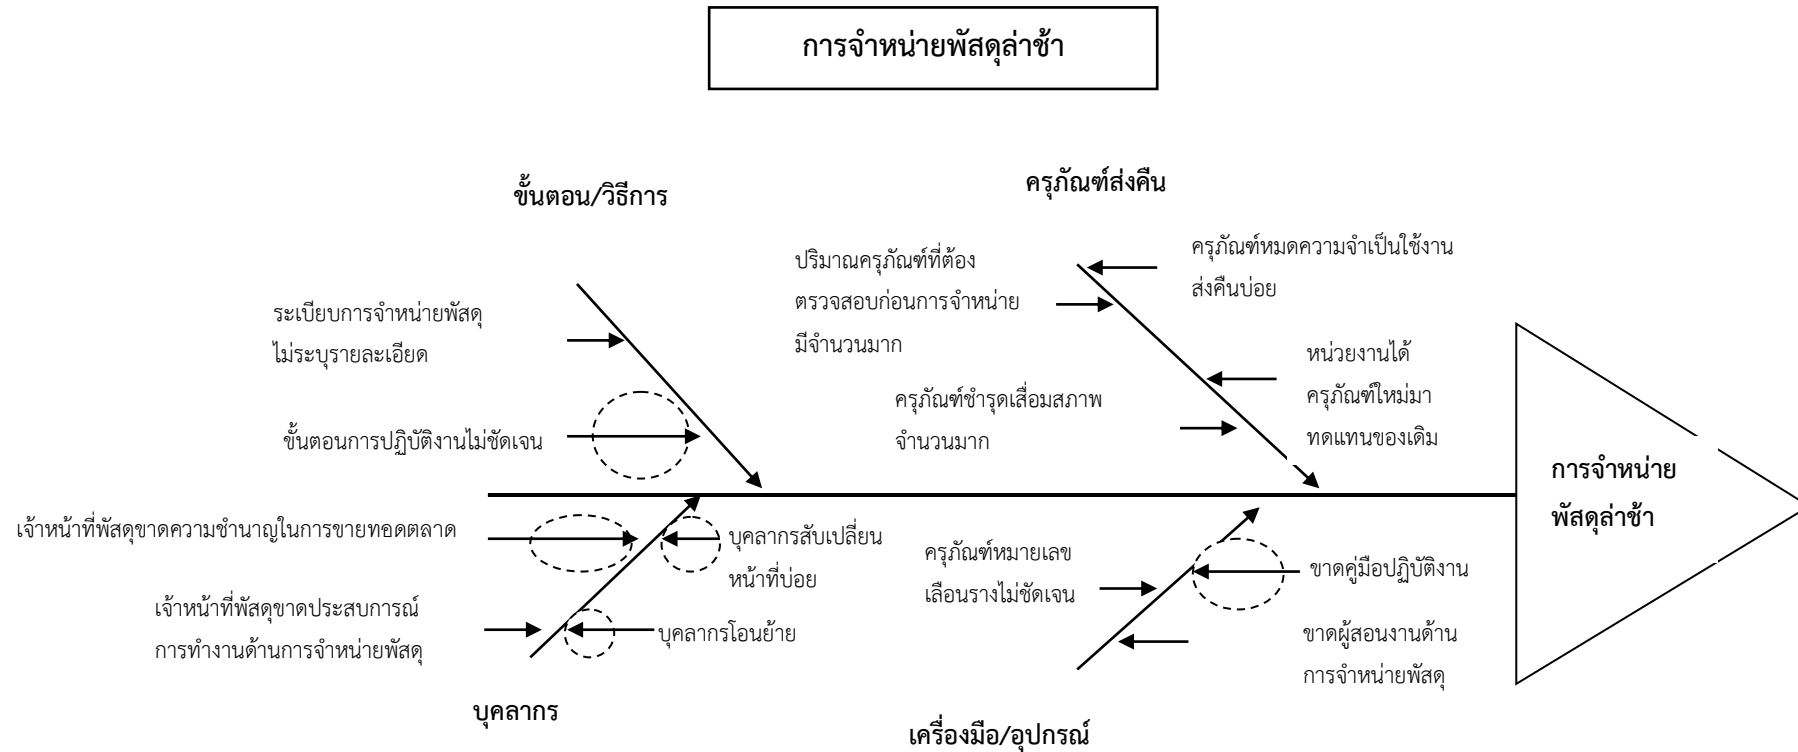 การจำหน่ายพัสดุล่าช้า
ขั้นตอน/วิธีการ
ครุภัณฑ์ส่งคืน
ระเบียบการจำหน่ายพัสดุ
ไม่ระบุรายละเอียด
ขั้นตอนการปฏิบัติงานไม่ชัดเจน
ปริมาณครุภัณฑ์ที่ต้อง
ตรวจสอบก่อนการจำหน่าย
มีจำนวนมาก
ครุภัณฑ์ชำรุดเสื่อมสภาพ
จำนวนมาก
ครุภัณฑ์หมดความจำเป็นใช้งาน
ส่งคืนบ่อย
หน่วยงานได้
ครุภัณฑ์ใหม่มา
ทดแทนของเดิม
การจำหน่าย
พัสดุล่าช้า
เจ้าหน้าที่พัสดุขาดความชำนาญในการขายทอดตลาด
เจ้าหน้าที่พัสดุขาดประสบการณ์
การทำงานด้านการจำหน่ายพัสดุ
บุคลากรสับเปลี่ยน
หน้าที่บ่อย
บุคลากรโอนย้าย
ครุภัณฑ์หมายเลข
เลือนรางไม่ชัดเจน
ขาดคู่มือปฏิบัติงาน
ขาดผู้สอนงานด้าน
การจำหน่ายพัสดุ
บุคลากร
เครื่องมือ/อุปกรณ์